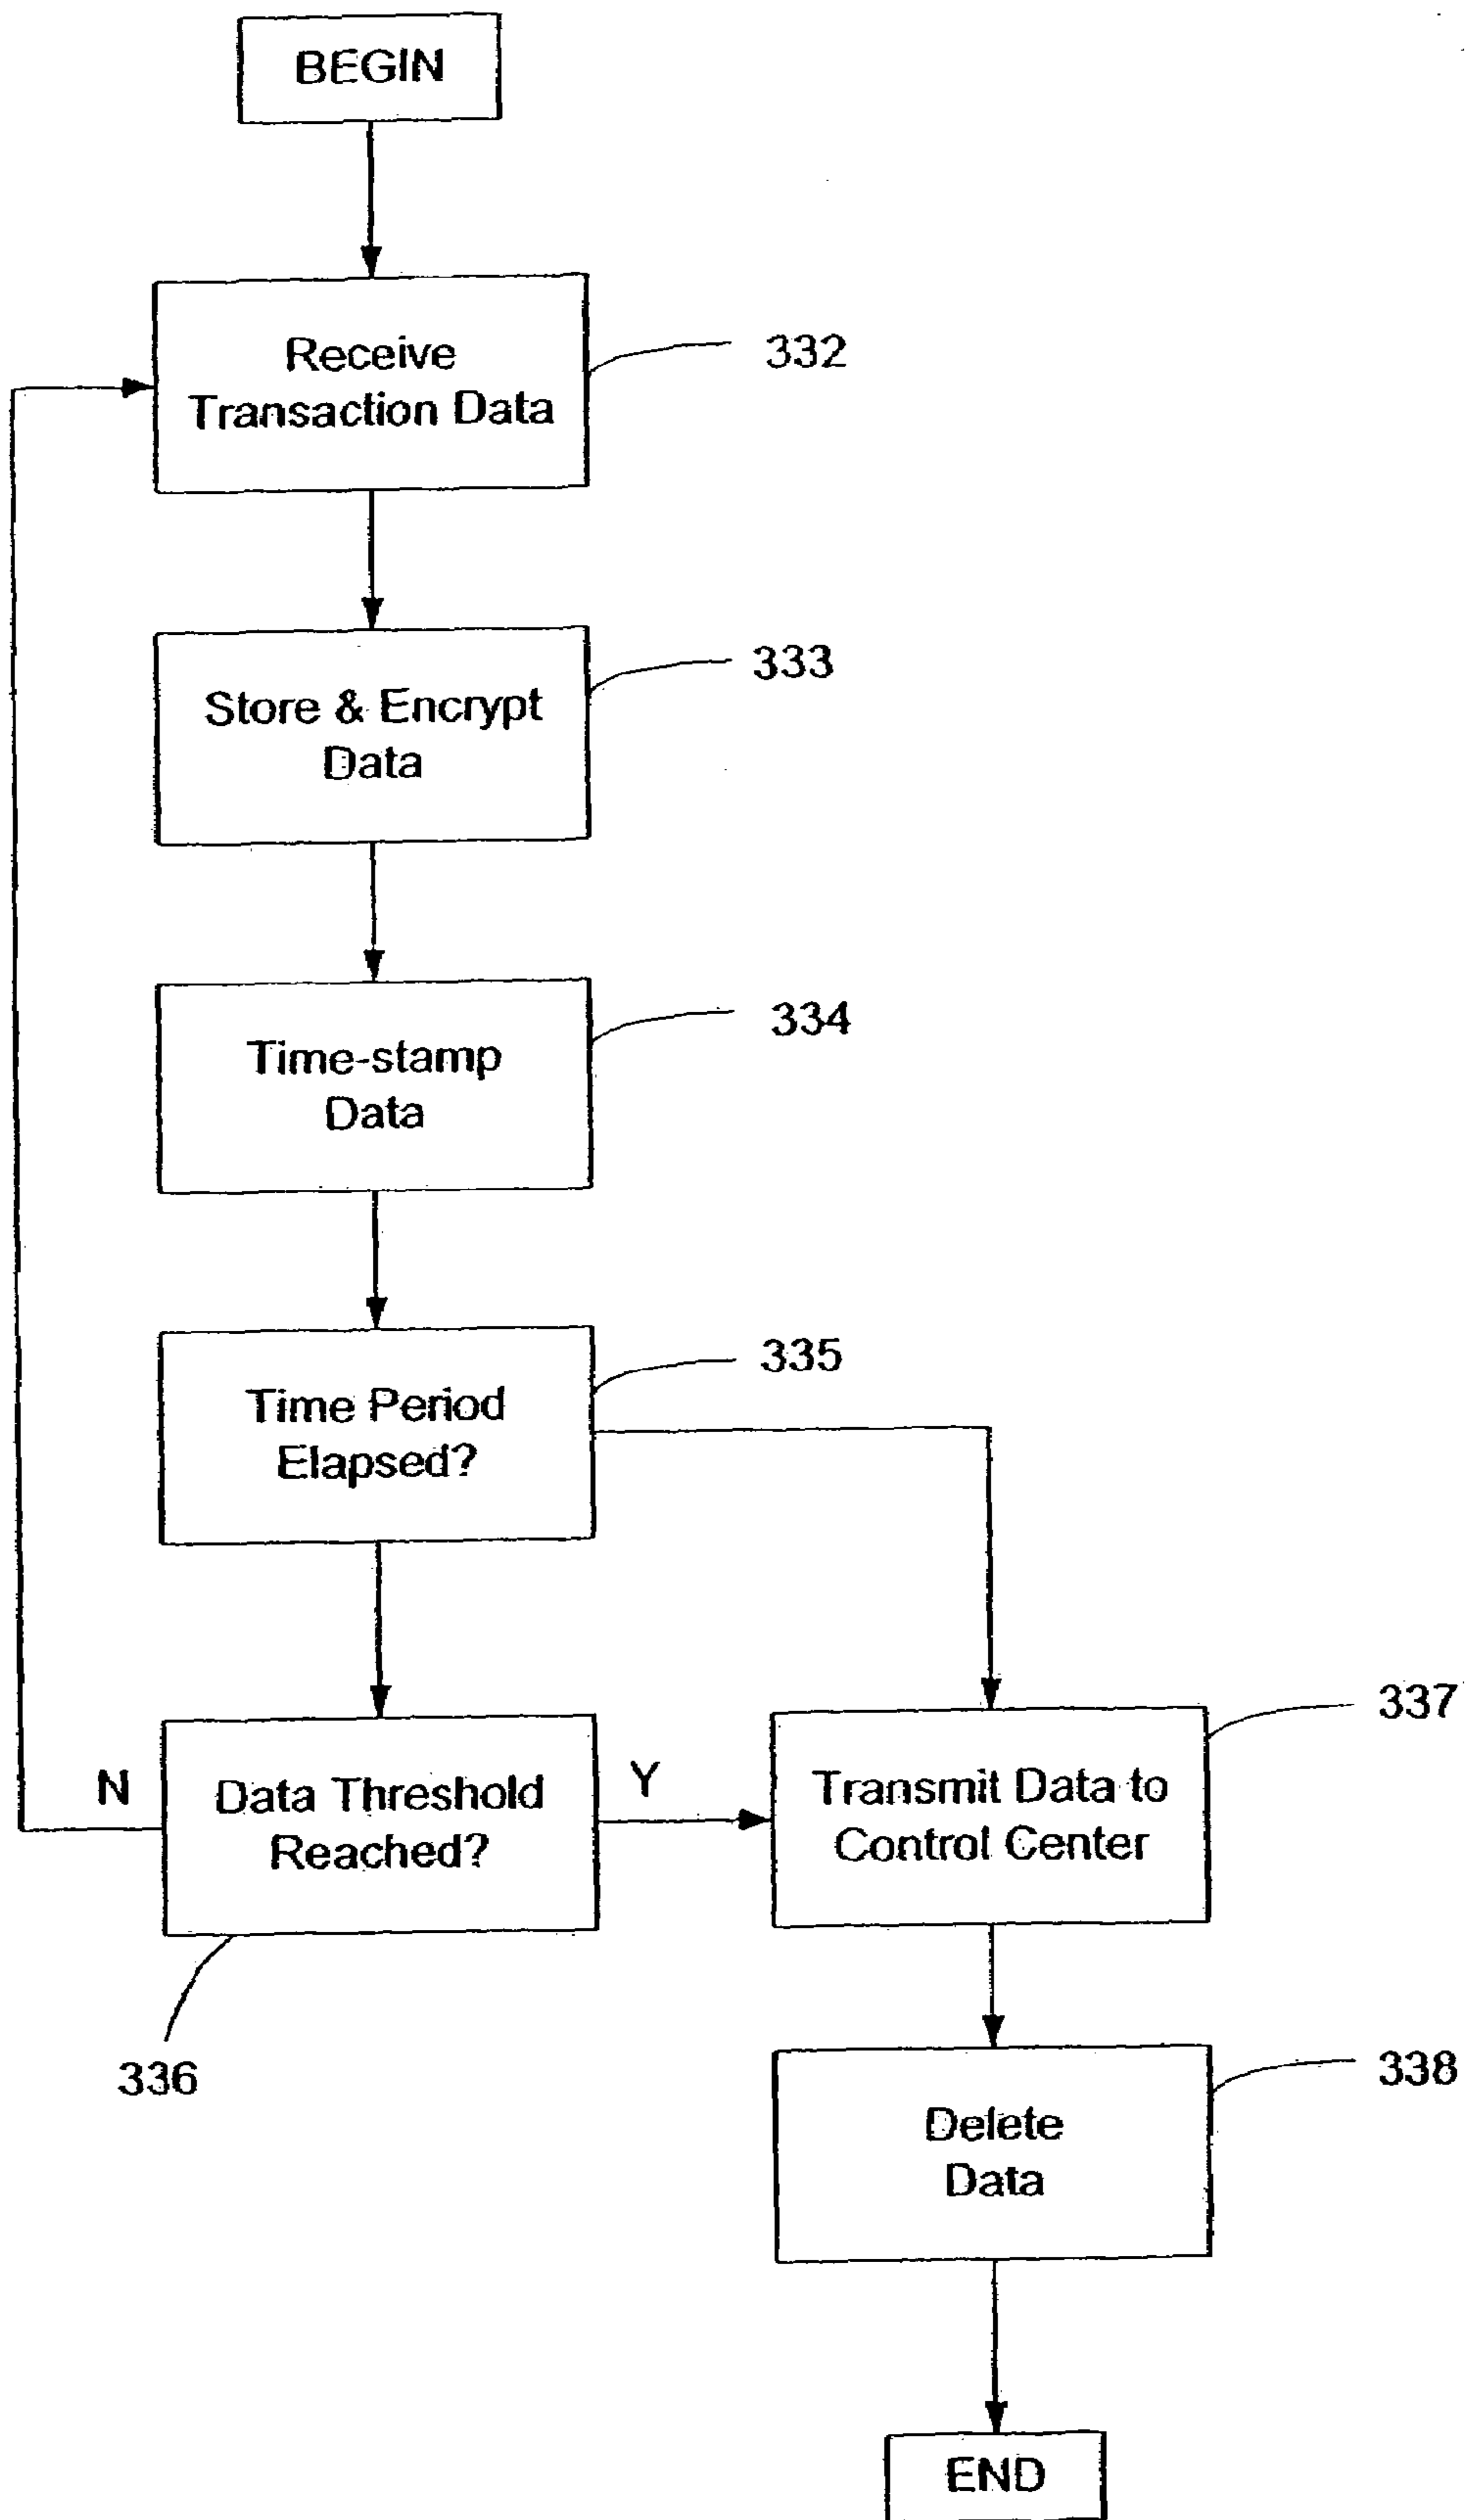 BEGIN
Receive
Transaction Data
332
Store & Encrypt
Data
333
Time-stamp
Data
334
Time Period
Elapsed?
335
N
Data Threshold
Reached?
Y
336
Transmit Data to
Control Center
337
Delete
Data
338
END